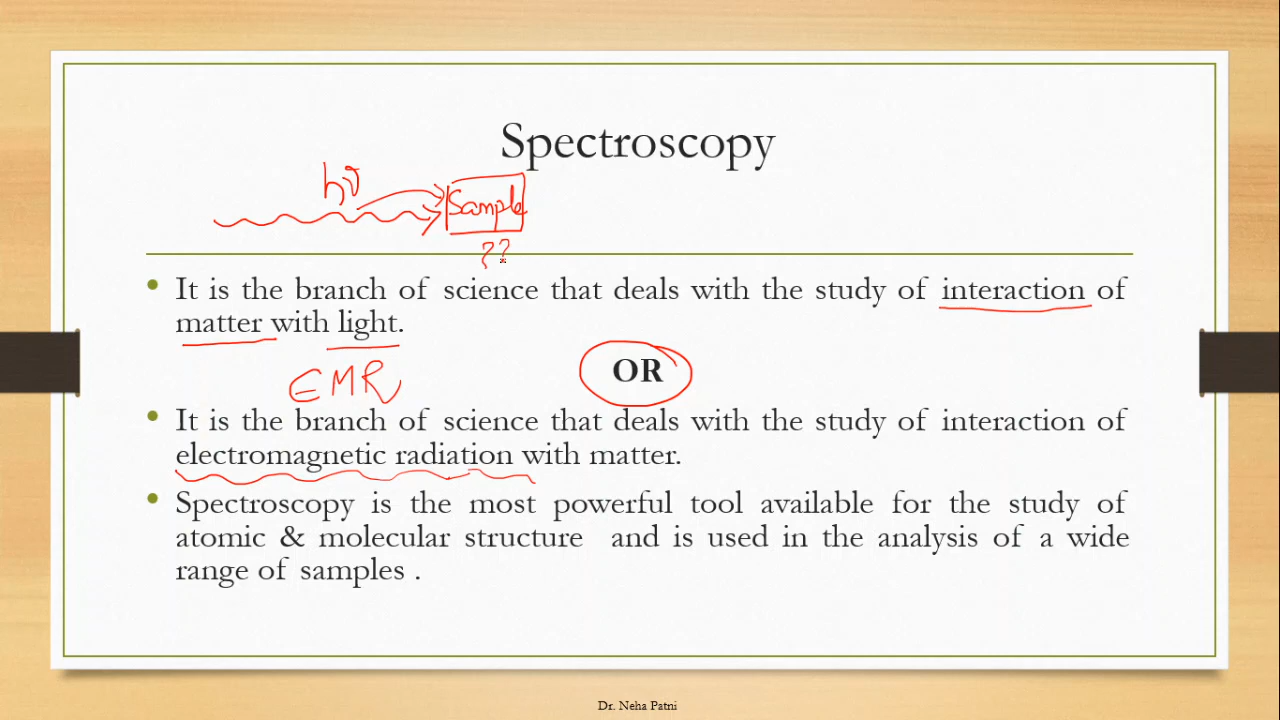 Spectroscopy
hν
Sample
??
• It is the branch of science that deals with the study of interaction of
matter with light.
EMR
OR
• It is the branch of science that deals with the study of interaction of
electromagnetic radiation with matter.
• Spectroscopy is the most powerful tool available for the study of
atomic & molecular structure and is used in the analysis of a wide
range of samples .
Dr. Neha Patni